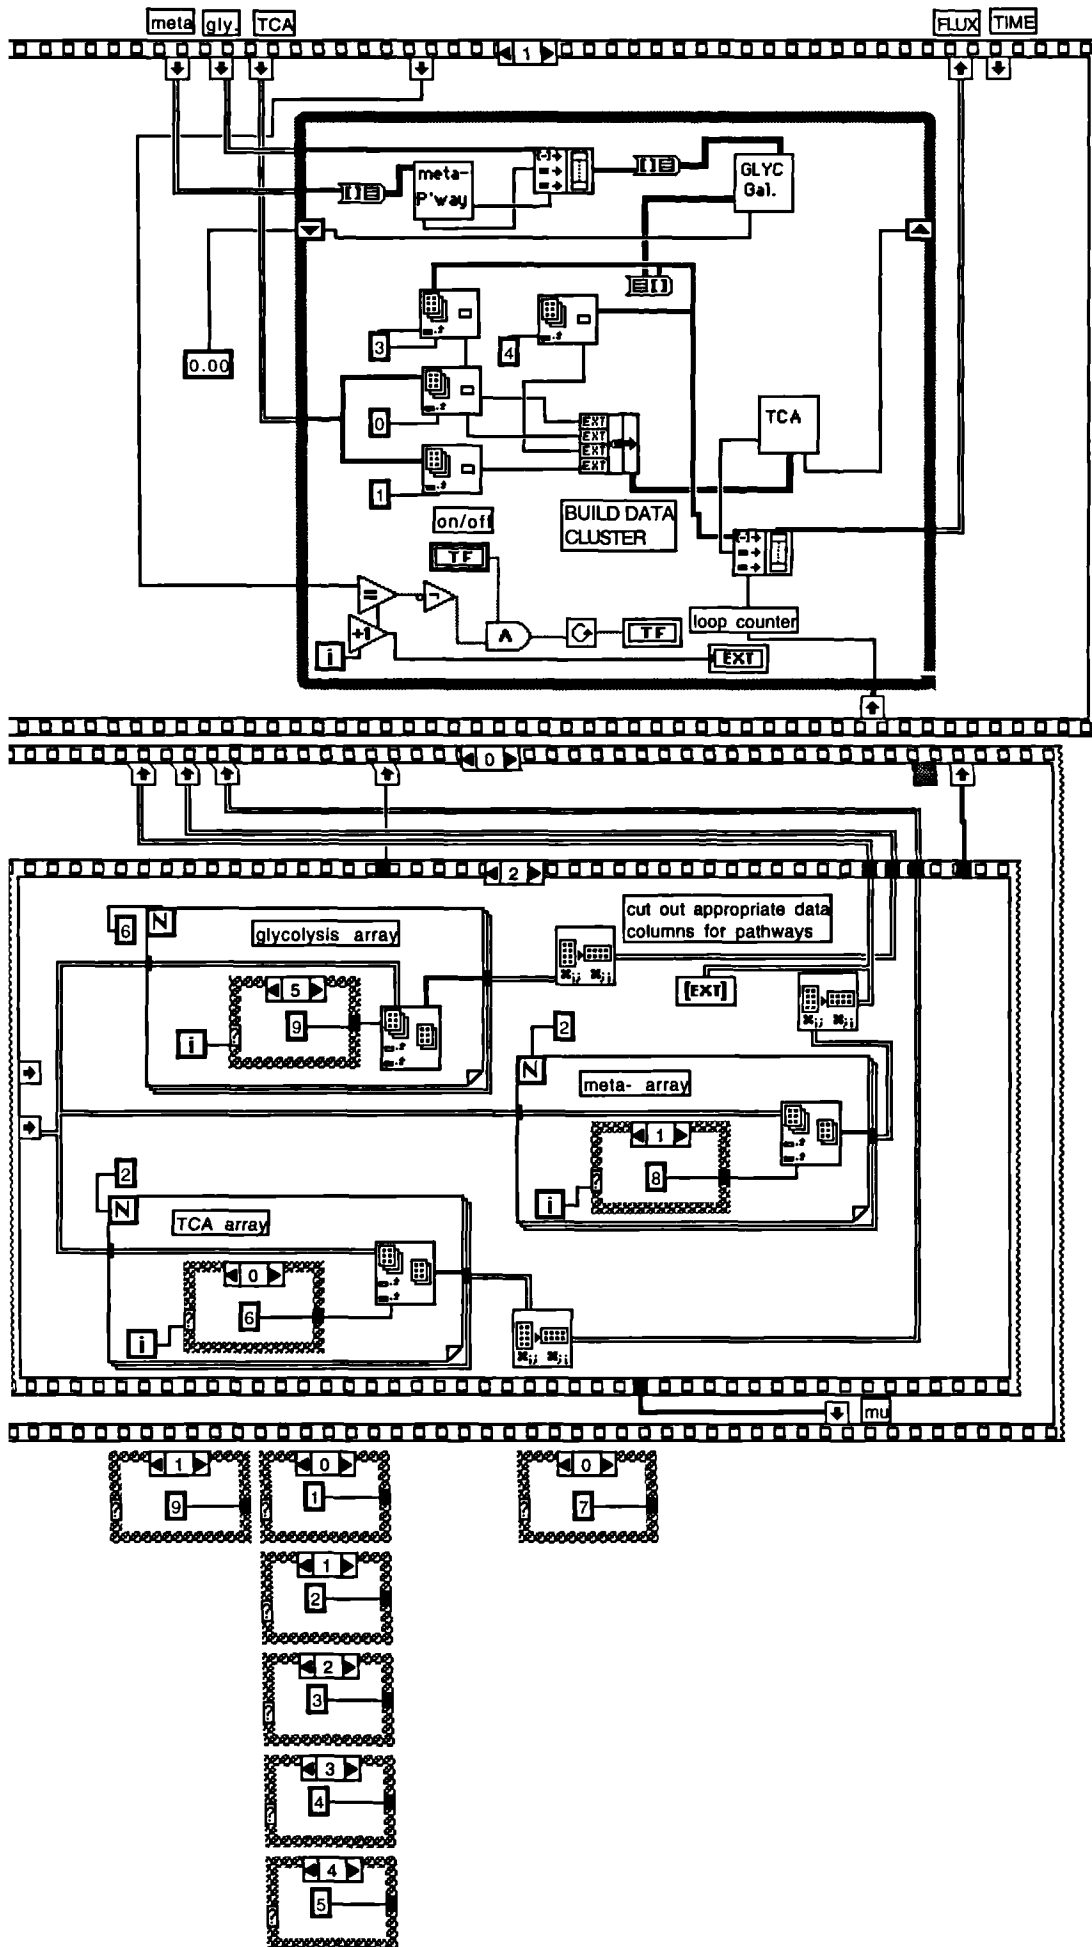 meta gly. TCA FLUX TIME
1
meta-
P'way
GLYC
Gal.
3
4
0.00
0
TCA
EXT
EXT
EXT
EXT
1
on/off
BUILD DATA
CLUSTER
TF
=
+1
i
TF
loop counter
EXT
0
2
6
N
glycolysis array
cut out appropriate data
columns for pathways
5
9
i
[EXT]
2
N
meta- array
1
8
i
2
N
TCA array
0
6
i
mu
1
9
0
1
0
7
1
2
2
3
3
4
4
5